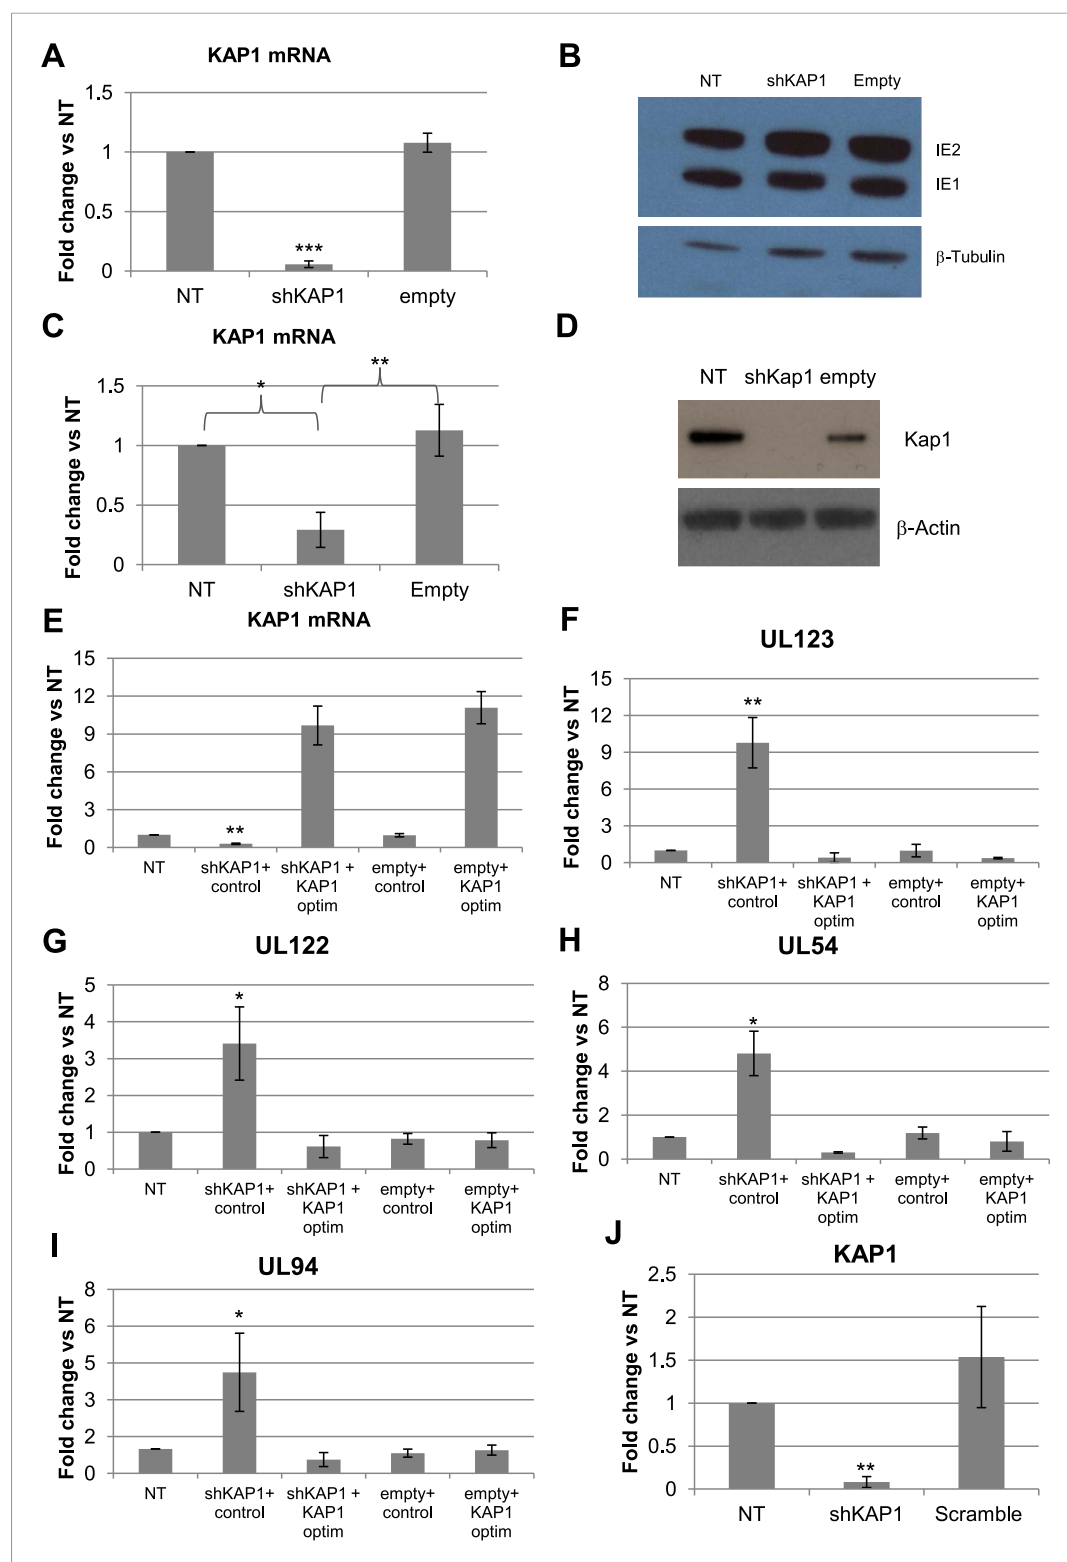 A
KAP1 mRNA
Fold change vs NT
1.5
1
0.5
0
***
NT shKAP1 empty
B
NT shKAP1 Empty
IE2
IE1
β-Tubulin
C
KAP1 mRNA
Fold change vs NT
1.5
1
0.5
0
* **
NT shKAP1 Empty
D
NT shKap1 empty
Kap1
β-Actin
E
KAP1 mRNA
Fold change vs NT
15
12
9
6
3
0
**
NT shKAP1+ shKAP1 + empty+ empty+
control KAP1 control KAP1
optim optim
F
UL123
Fold change vs NT
15
12
9
6
3
0
**
NT shKAP1+ shKAP1 + empty+ empty+
control KAP1 control KAP1
optim optim
G
UL122
Fold change vs NT
5
4
3
2
1
0
*
NT shKAP1+ shKAP1 + empty+ empty+
control KAP1 control KAP1
optim optim
H
UL54
Fold change vs NT
8
6
4
2
0
*
NT shKAP1+ shKAP1 + empty+ empty+
control KAP1 control KAP1
optim optim
I
UL94
Fold change vs NT
8
6
5
3
2
0
*
NT shKAP1+ shKAP1 + empty+ empty+
control KAP1 control KAP1
optim optim
J
KAP1
Fold change vs NT
2.5
2
1.5
1
0.5
0
**
NT shKAP1 Scramble